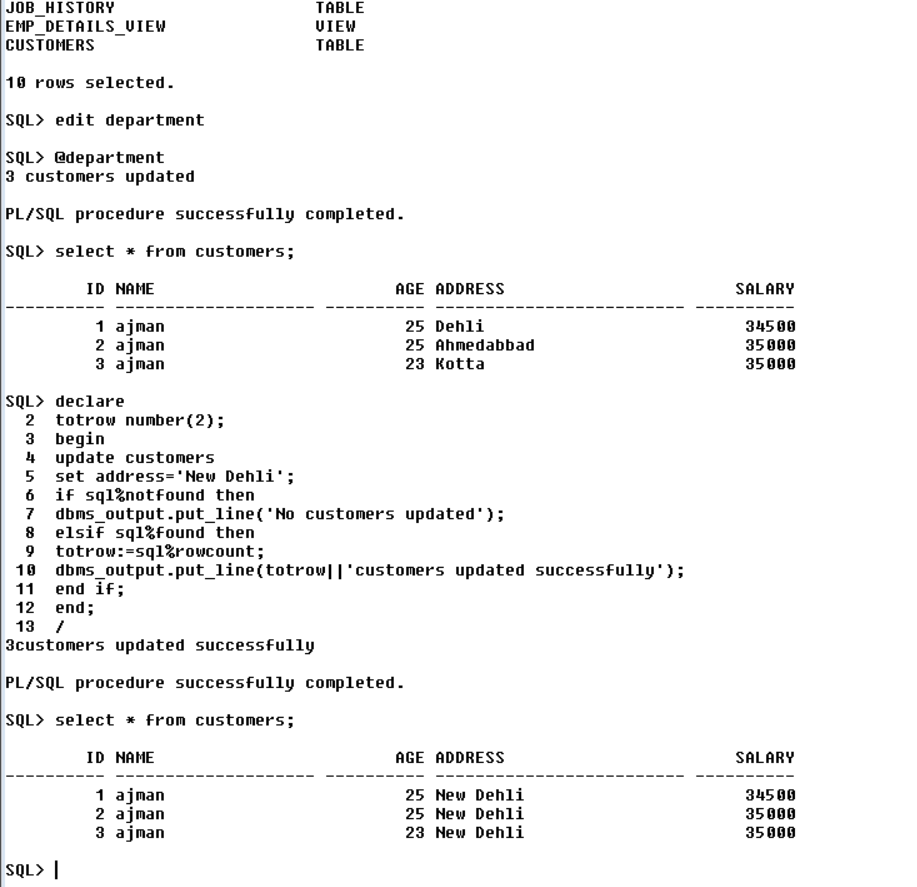 JOB_HISTORY                    TABLE
EMP_DETAILS_VIEW               VIEW
CUSTOMERS                      TABLE
10 rows selected.
SQL> edit department
SQL> @department
3 customers updated
PL/SQL procedure successfully completed.
SQL> select * from customers;
        ID NAME                        AGE ADDRESS                       SALARY
---------- -------------------- ---------- ------------------------- ----------
         1 ajman                        25 Dehli                          34500
         2 ajman                        25 Ahmedabbad                     35000
         3 ajman                        23 Kotta                          35000
SQL> declare
  2  totrow number(2);
  3  begin
  4  update customers
  5  set address='New Dehli';
  6  if sql%notfound then
  7  dbms_output.put_line('No customers updated');
  8  elsif sql%found then
  9  totrow:=sql%rowcount;
 10  dbms_output.put_line(totrow||'customers updated successfully');
 11  end if;
 12  end;
 13  /
3customers updated successfully
PL/SQL procedure successfully completed.
SQL> select * from customers;
        ID NAME                        AGE ADDRESS                       SALARY
---------- -------------------- ---------- ------------------------- ----------
         1 ajman                        25 New Dehli                      34500
         2 ajman                        25 New Dehli                      35000
         3 ajman                        23 New Dehli                      35000
SQL>